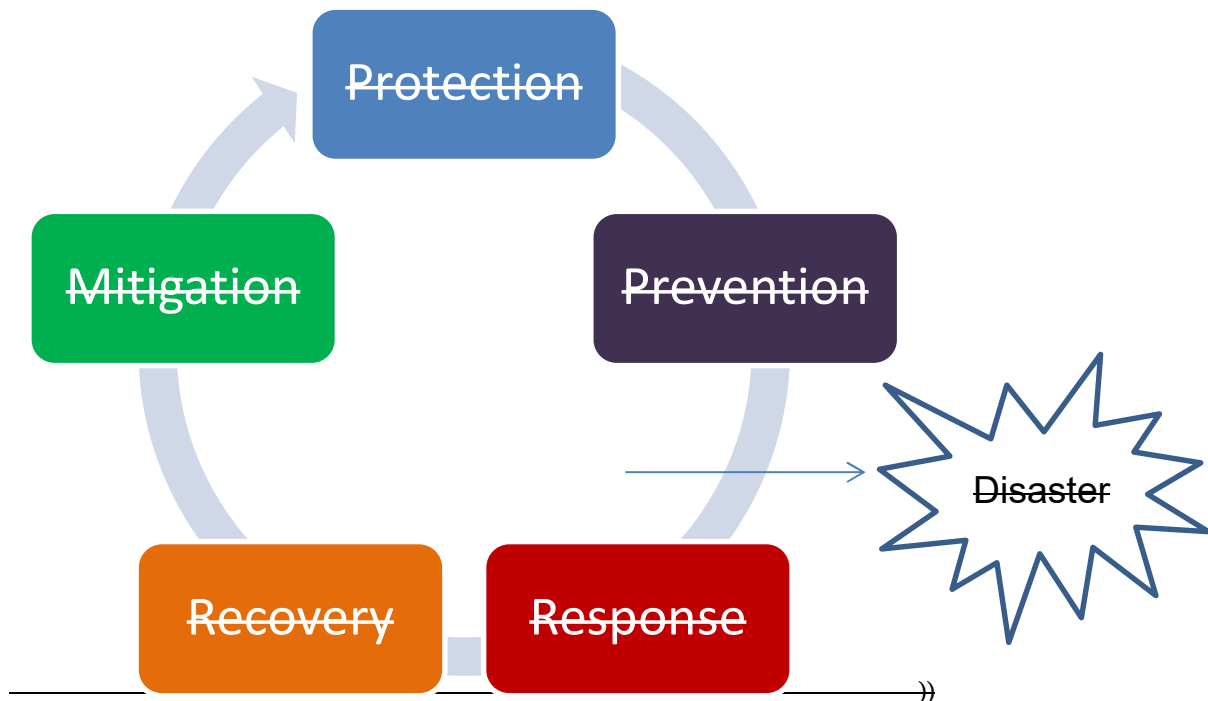 Protection
Mitigation
Prevention
Disaster
Recovery
Response
))